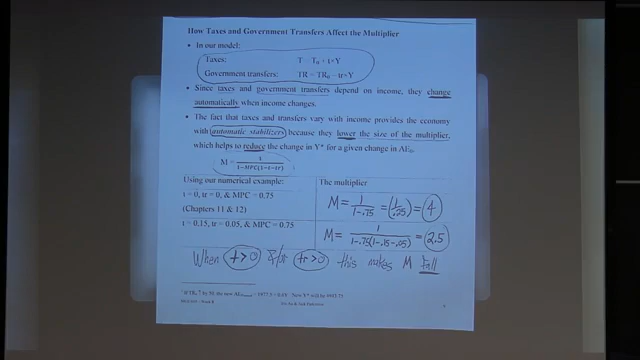 How Taxes and Government Transfers Affect the Multiplier
• In our model:
Taxes: T = T₀ + t×Y
Government transfers: TR = TR₀ – tr×Y
• Since taxes and government transfers depend on income, they change
automatically when income changes.
• The fact that taxes and transfers vary with income provides the economy
with automatic stabilizers because they lower the size of the multiplier,
which helps to reduce the change in Y* for a given change in AE₀.
M = 1 / 1−MPC(1−t−tr)
Using our numerical example:
The multiplier
t = 0, tr = 0, & MPC = 0.75
(Chapters 11 & 12)
M = 1 / 1-.75 = (1/.25) = 4
t = 0.15, tr = 0.05, & MPC = 0.75
M = 1 / 1-.75(1-.15-.05) = 2.5
When t>0 &/or tr>0 this makes M fall